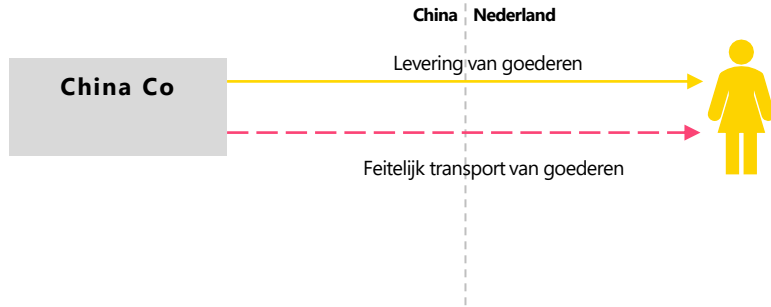 China Nederland
Levering van goederen
China Co
Feitelijk transport van goederen